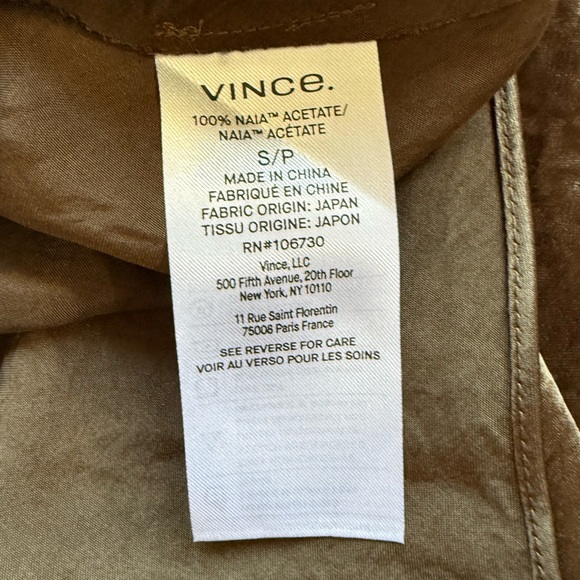 VINCE.
100% NAIA™ ACETATE/
NAIA™ ACÉTATE
S/P
MADE IN CHINA
FABRIQUÉ EN CHINE
FABRIC ORIGIN: JAPAN
TISSU ORIGINE: JAPON
RN#106730
Vince, LLC
500 Fifth Avenue, 20th Floor
New York, NY 10110
11 Rue Saint Florentin
75008 Paris France
SEE REVERSE FOR CARE
VOIR AU VERSO POUR LES SOINS